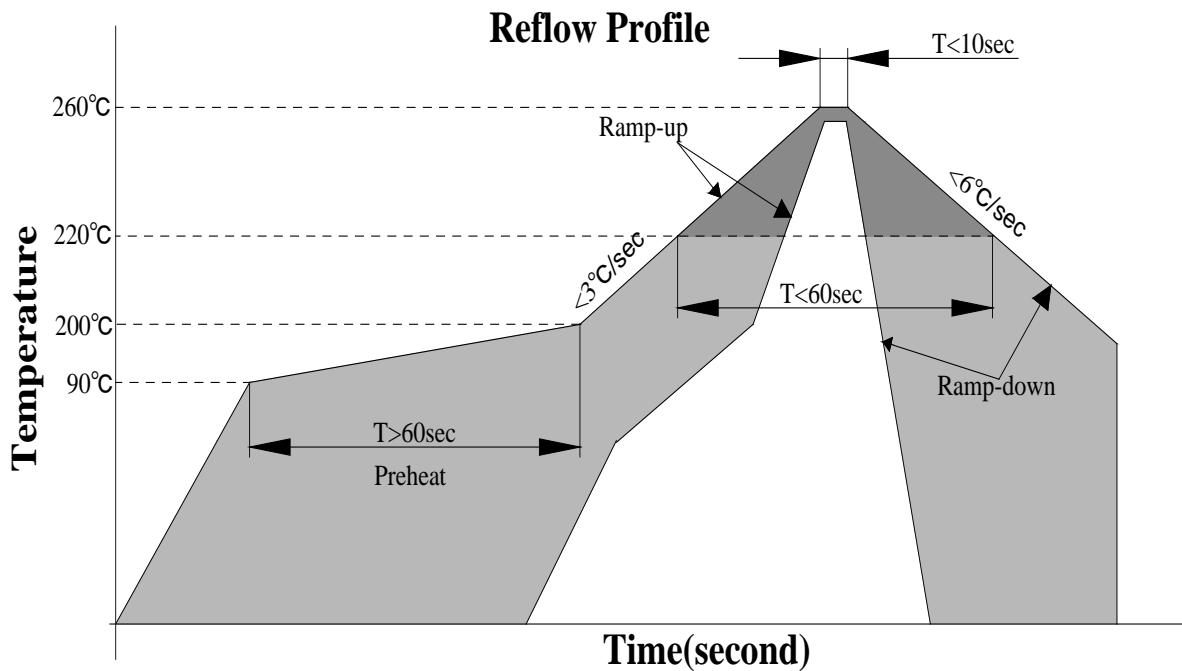 Reflow Profile
T<10sec
260℃
Ramp-up
<6℃/sec
220℃
<3℃/sec
T<60sec
200℃
90℃
Ramp-down
T>60sec
Preheat
Temperature
Time(second)